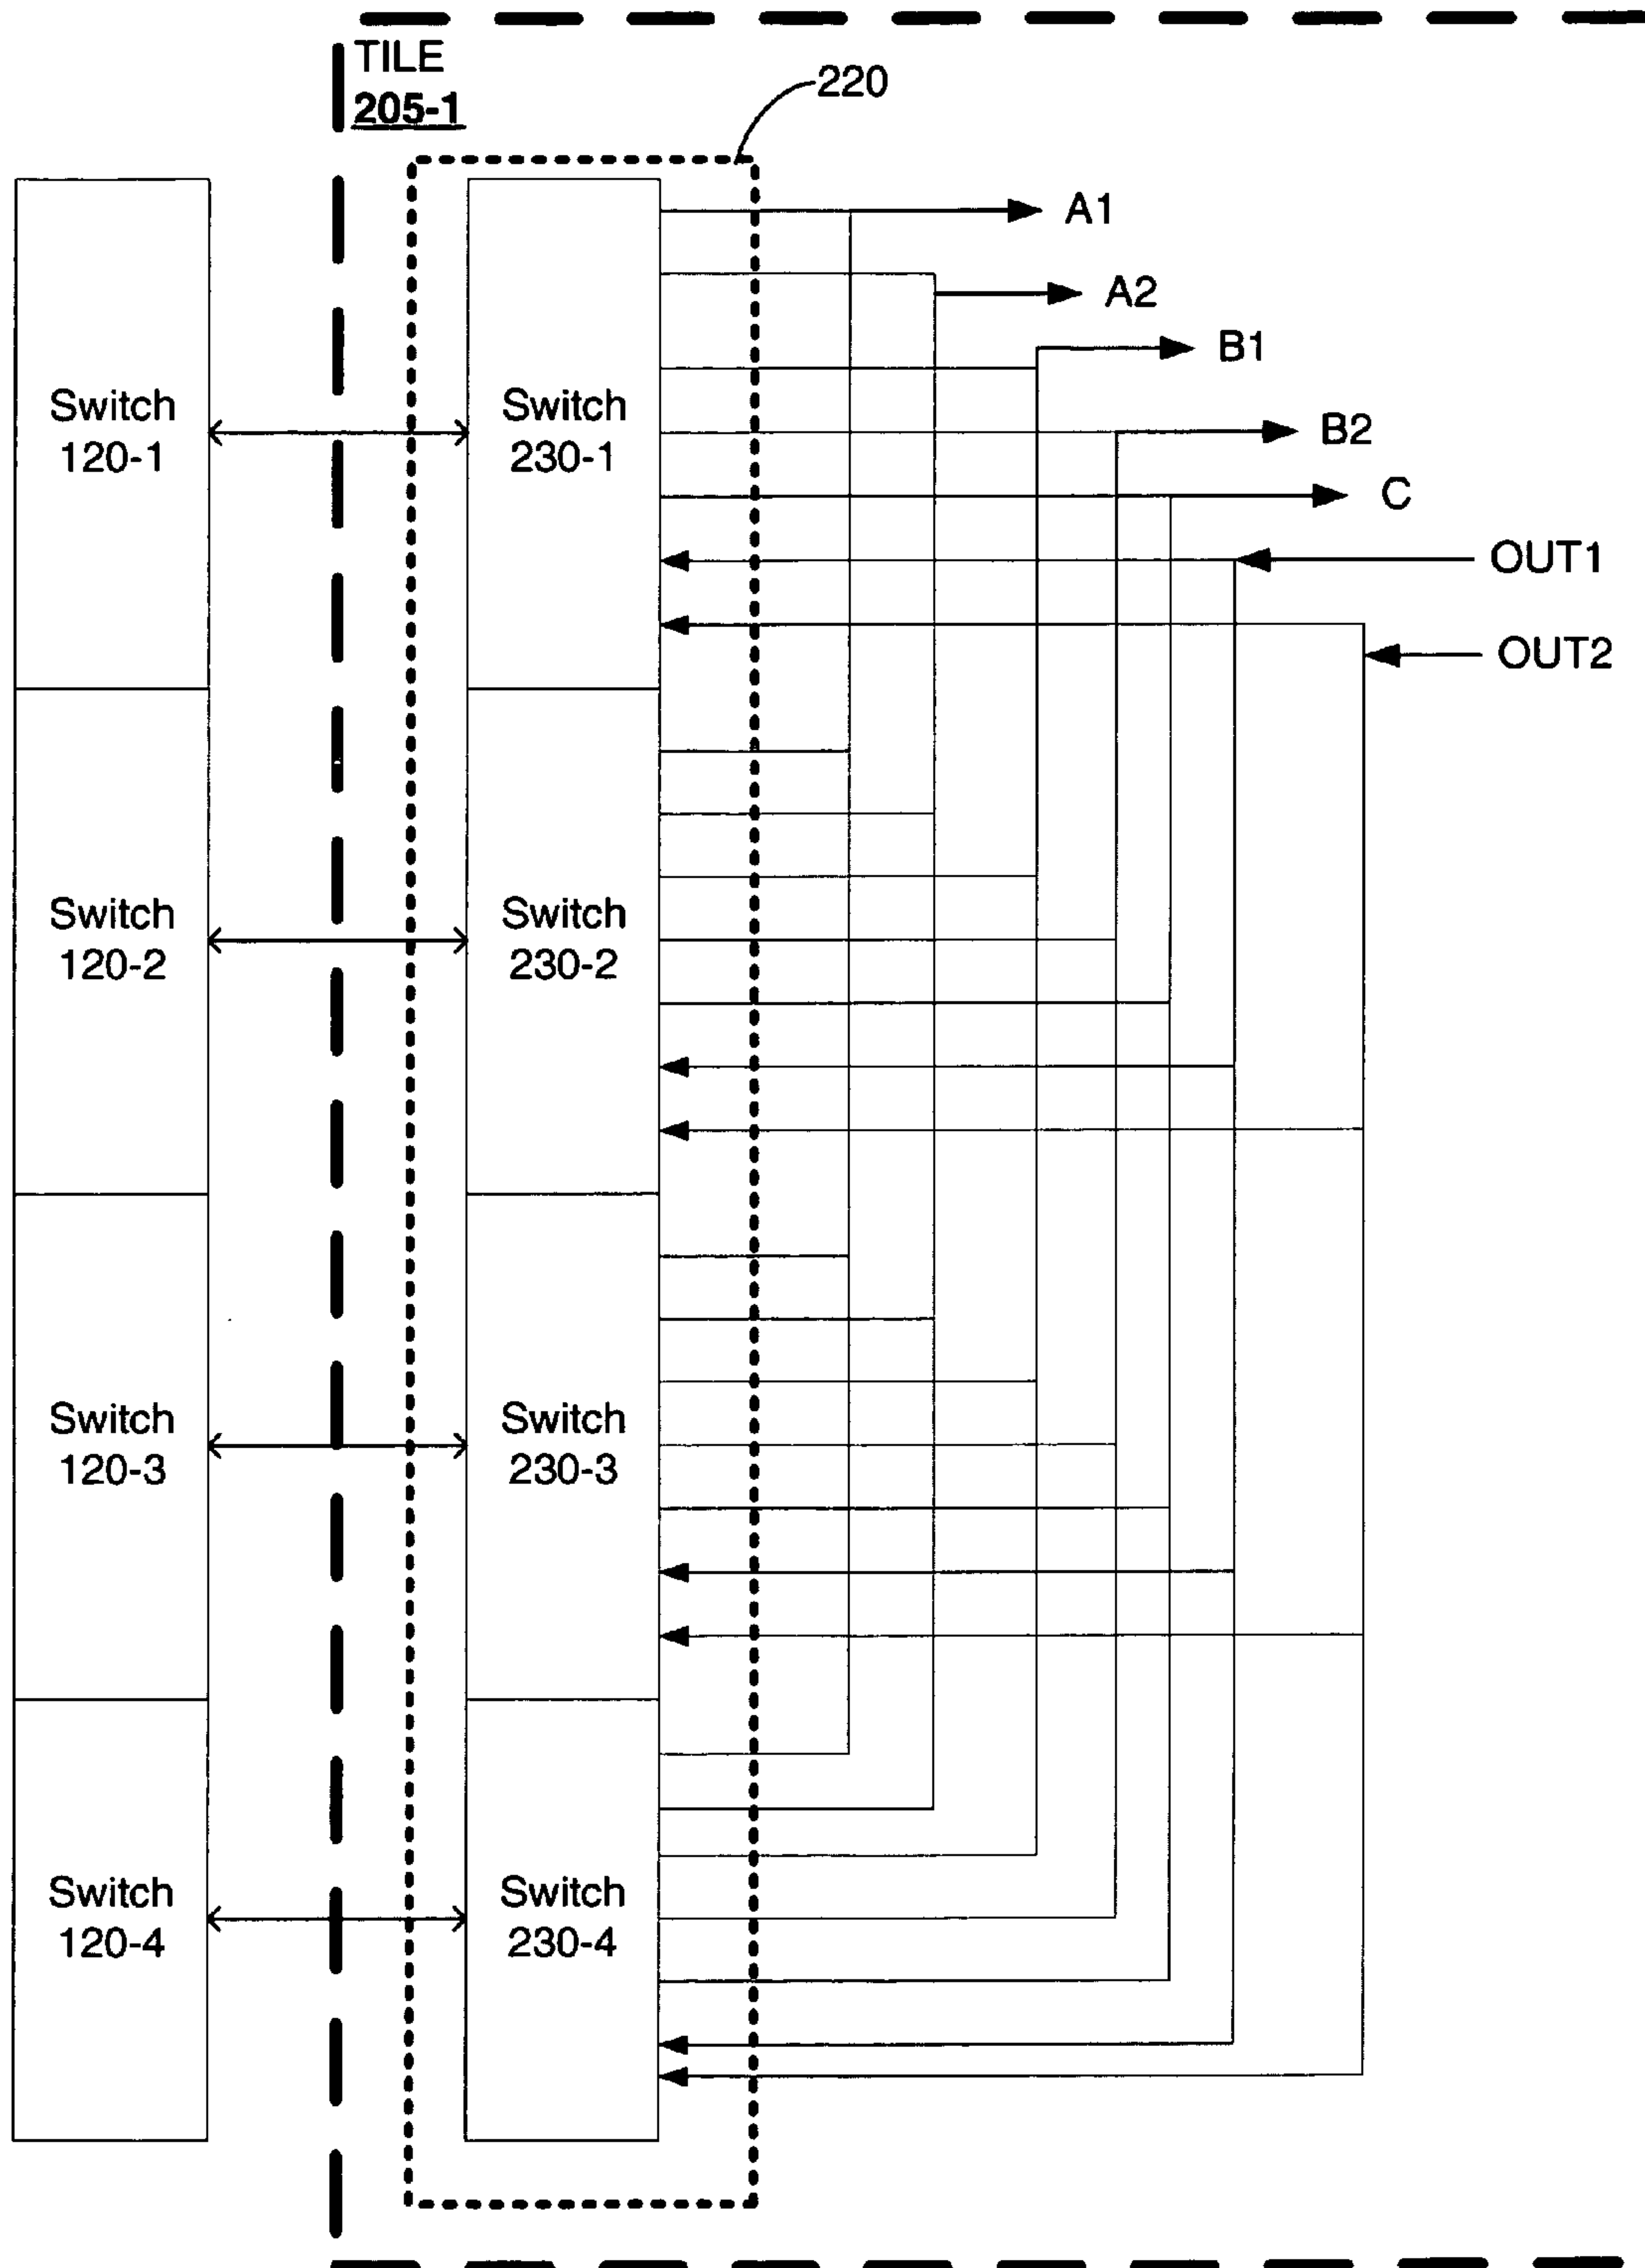 TILE
205-1
220
A1
A2
B1
B2
C
OUT1
OUT2
Switch
120-1
Switch
230-1
Switch
120-2
Switch
230-2
Switch
120-3
Switch
230-3
Switch
120-4
Switch
230-4